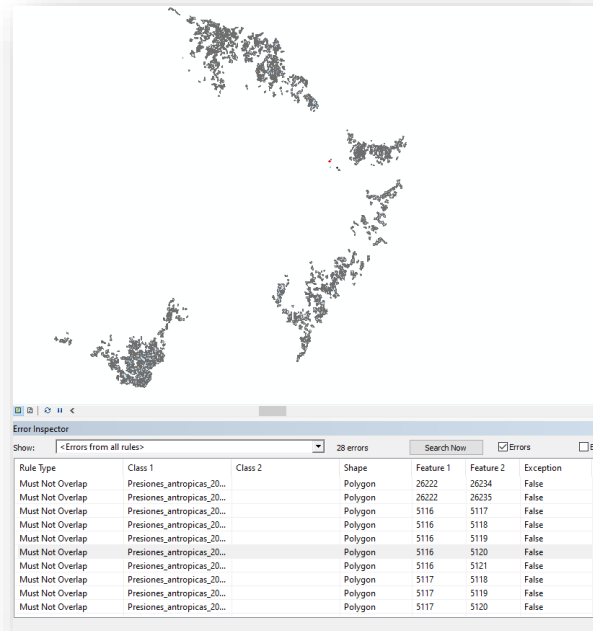 Error Inspector
Show: <Errors from all rules> 28 errors Search Now Errors E
Rule Type Class 1 Class 2 Shape Feature 1 Feature 2 Exception
Must Not Overlap Presiones_antropicas_20... Polygon 26222 26234 False
Must Not Overlap Presiones_antropicas_20... Polygon 26222 26235 False
Must Not Overlap Presiones_antropicas_20... Polygon 5116 5117 False
Must Not Overlap Presiones_antropicas_20... Polygon 5116 5118 False
Must Not Overlap Presiones_antropicas_20... Polygon 5116 5119 False
Must Not Overlap Presiones_antropicas_20... Polygon 5116 5120 False
Must Not Overlap Presiones_antropicas_20... Polygon 5116 5121 False
Must Not Overlap Presiones_antropicas_20... Polygon 5117 5118 False
Must Not Overlap Presiones_antropicas_20... Polygon 5117 5119 False
Must Not Overlap Presiones_antropicas_20... Polygon 5117 5120 False